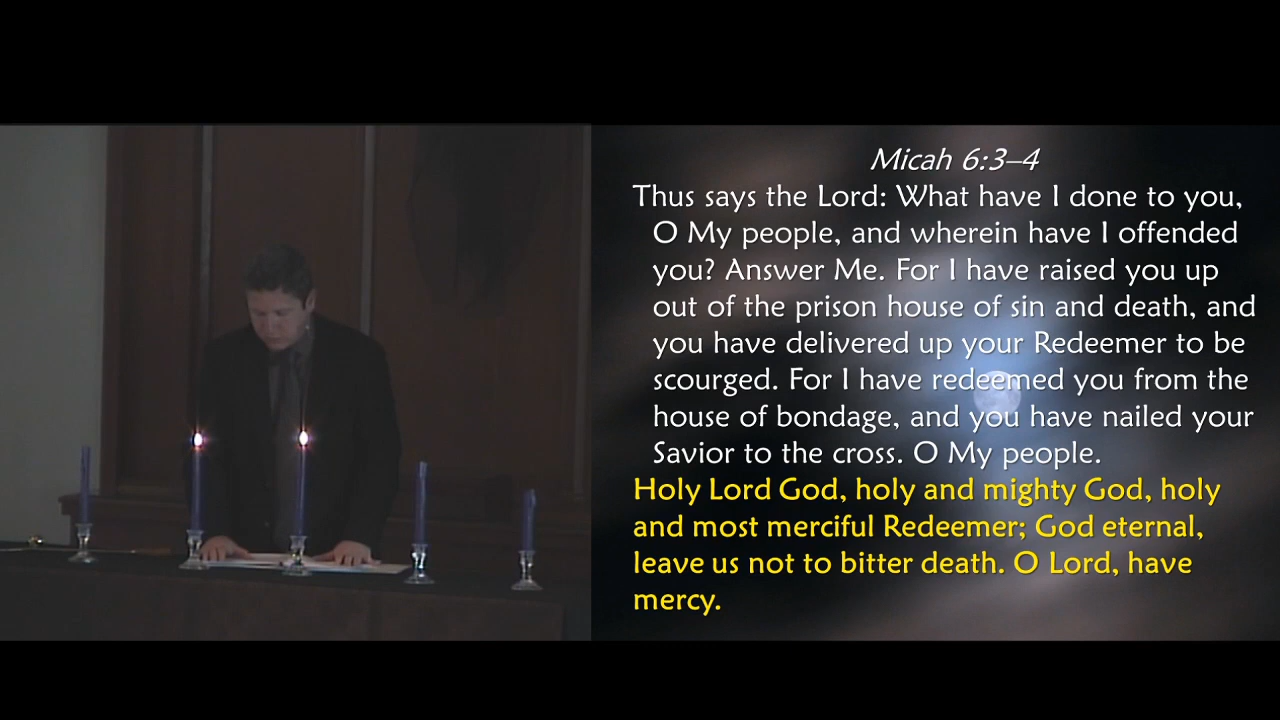 Micah 6:3–4
Thus says the Lord: What have I done to you,
O My people, and wherein have I offended
you? Answer Me. For I have raised you up
out of the prison house of sin and death, and
you have delivered up your Redeemer to be
scourged. For I have redeemed you from the
house of bondage, and you have nailed your
Savior to the cross. O My people.
Holy Lord God, holy and mighty God, holy
and most merciful Redeemer; God eternal,
leave us not to bitter death. O Lord, have
mercy.